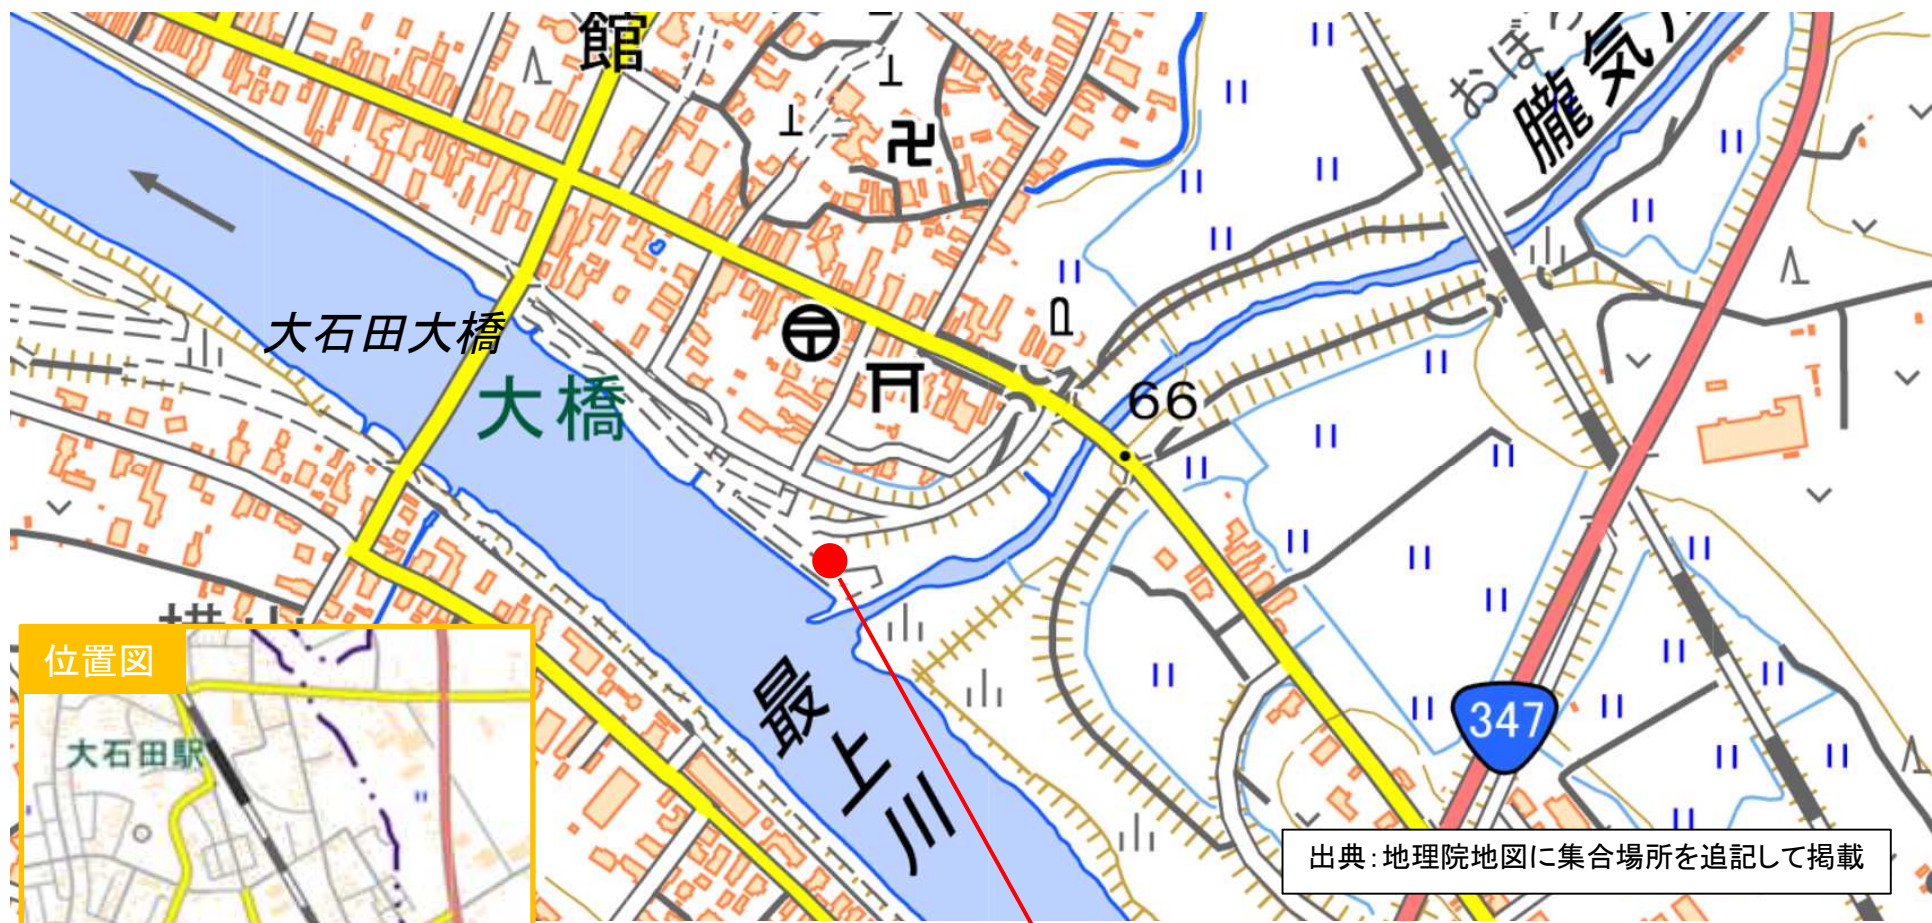 館
おぼろ
朧気
卍
大石田大橋
大橋
〒
66
最上川
347
位置図
大石田駅
出典:地理院地図に集合場所を追記して掲載